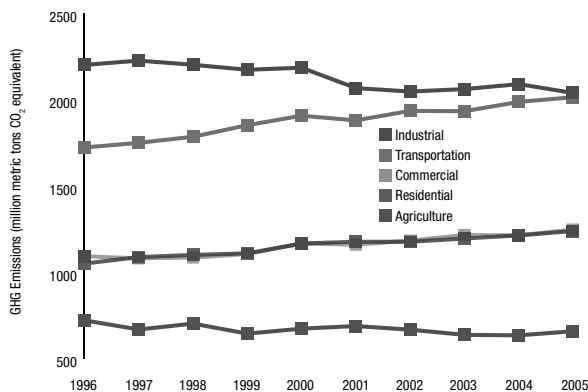 GHG Emissions (million metric tons CO₂ equivalent)
2500
2000
1500
1000
500
Industrial
Transportation
Commercial
Residential
Agriculture
1996 1997 1998 1999 2000 2001 2002 2003 2004 2005